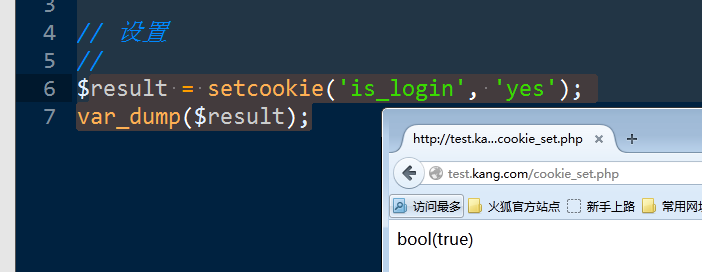 3
4 // 设置
5 //
6 $result = setcookie('is_login', 'yes');
7 var_dump($result);
http://test.ka...cookie_set.php × +
test.kang.com/cookie_set.php
访问最多 火狐官方站点 新手上路 常用网址
bool(true)